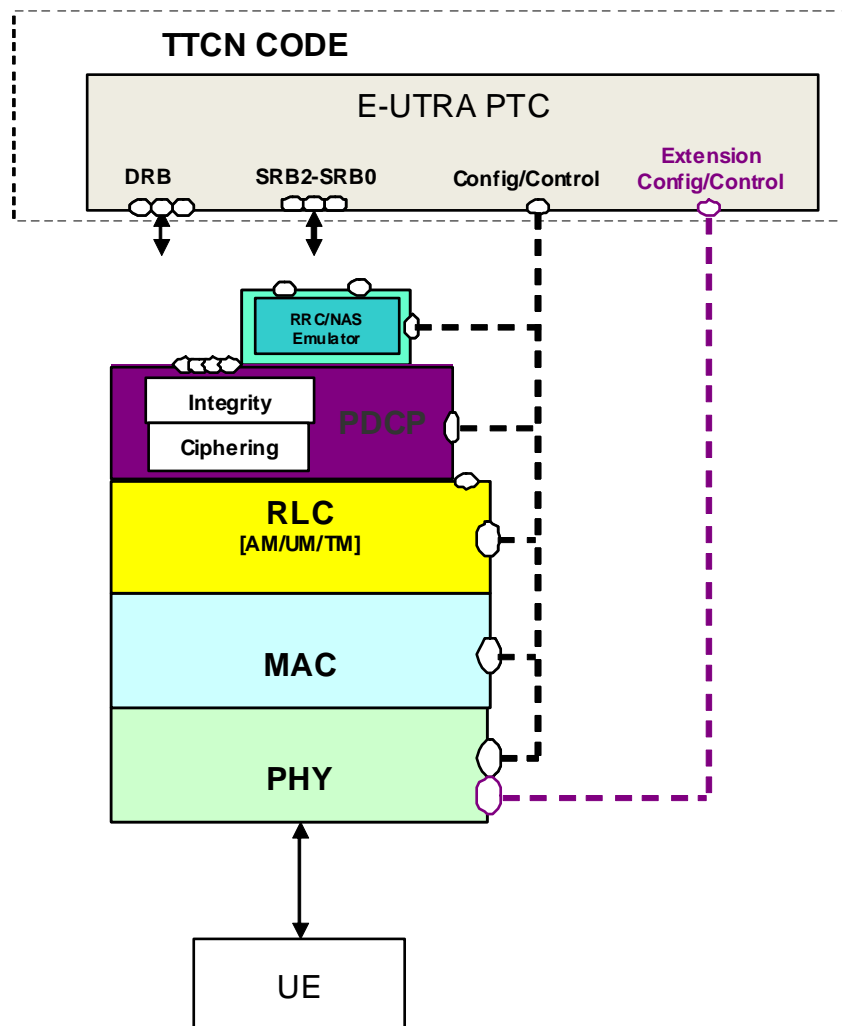 TTCN CODE
E-UTRA PTC
DRB
SRB2-SRB0
Config/Control
Extension
Config/Control
RRC/NAS
Emulator
Integrity
Ciphering
PDCP
RLC
[AM/UM/TM]
MAC
PHY
UE